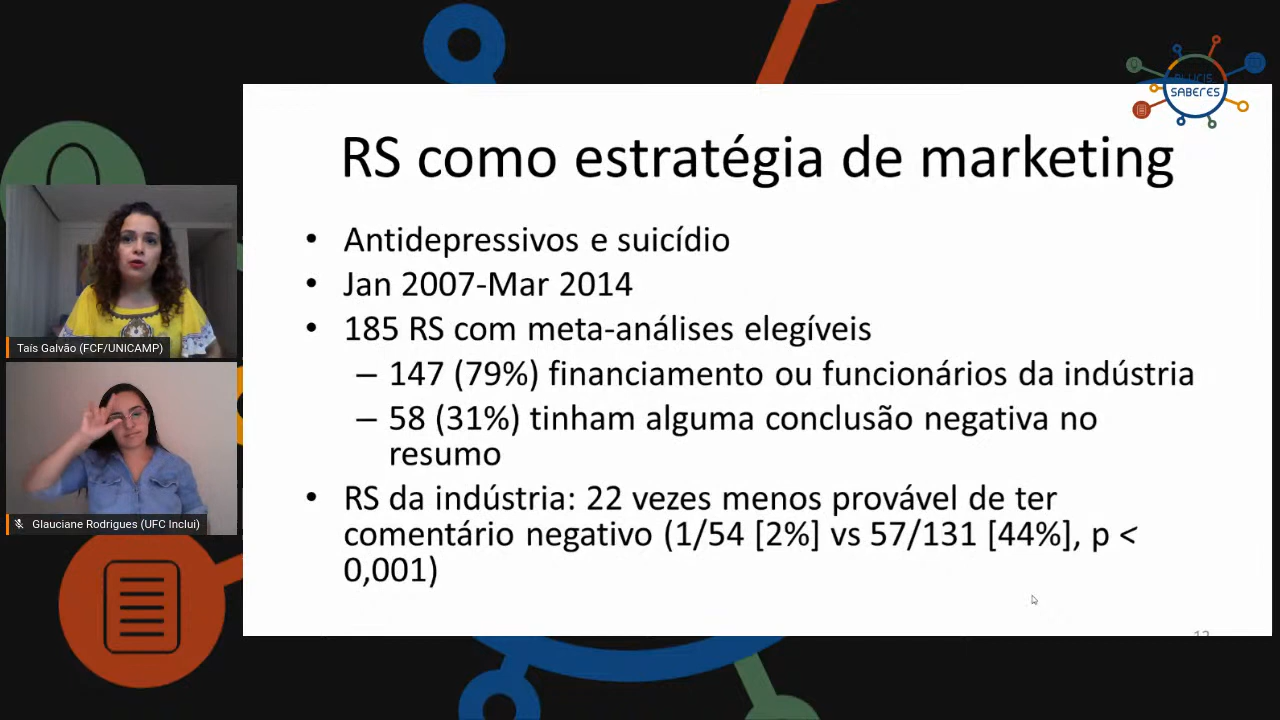 PLURIS
SABERES
RS como estratégia de marketing
• Antidepressivos e suicídio
• Jan 2007-Mar 2014
• 185 RS com meta-análises elegíveis
– 147 (79%) financiamento ou funcionários da indústria
– 58 (31%) tinham alguma conclusão negativa no
resumo
• RS da indústria: 22 vezes menos provável de ter
comentário negativo (1/54 [2%] vs 57/131 [44%], p <
0,001)
Taís Galvão (FCF/UNICAMP)
Glauciane Rodrigues (UFC Inclui)